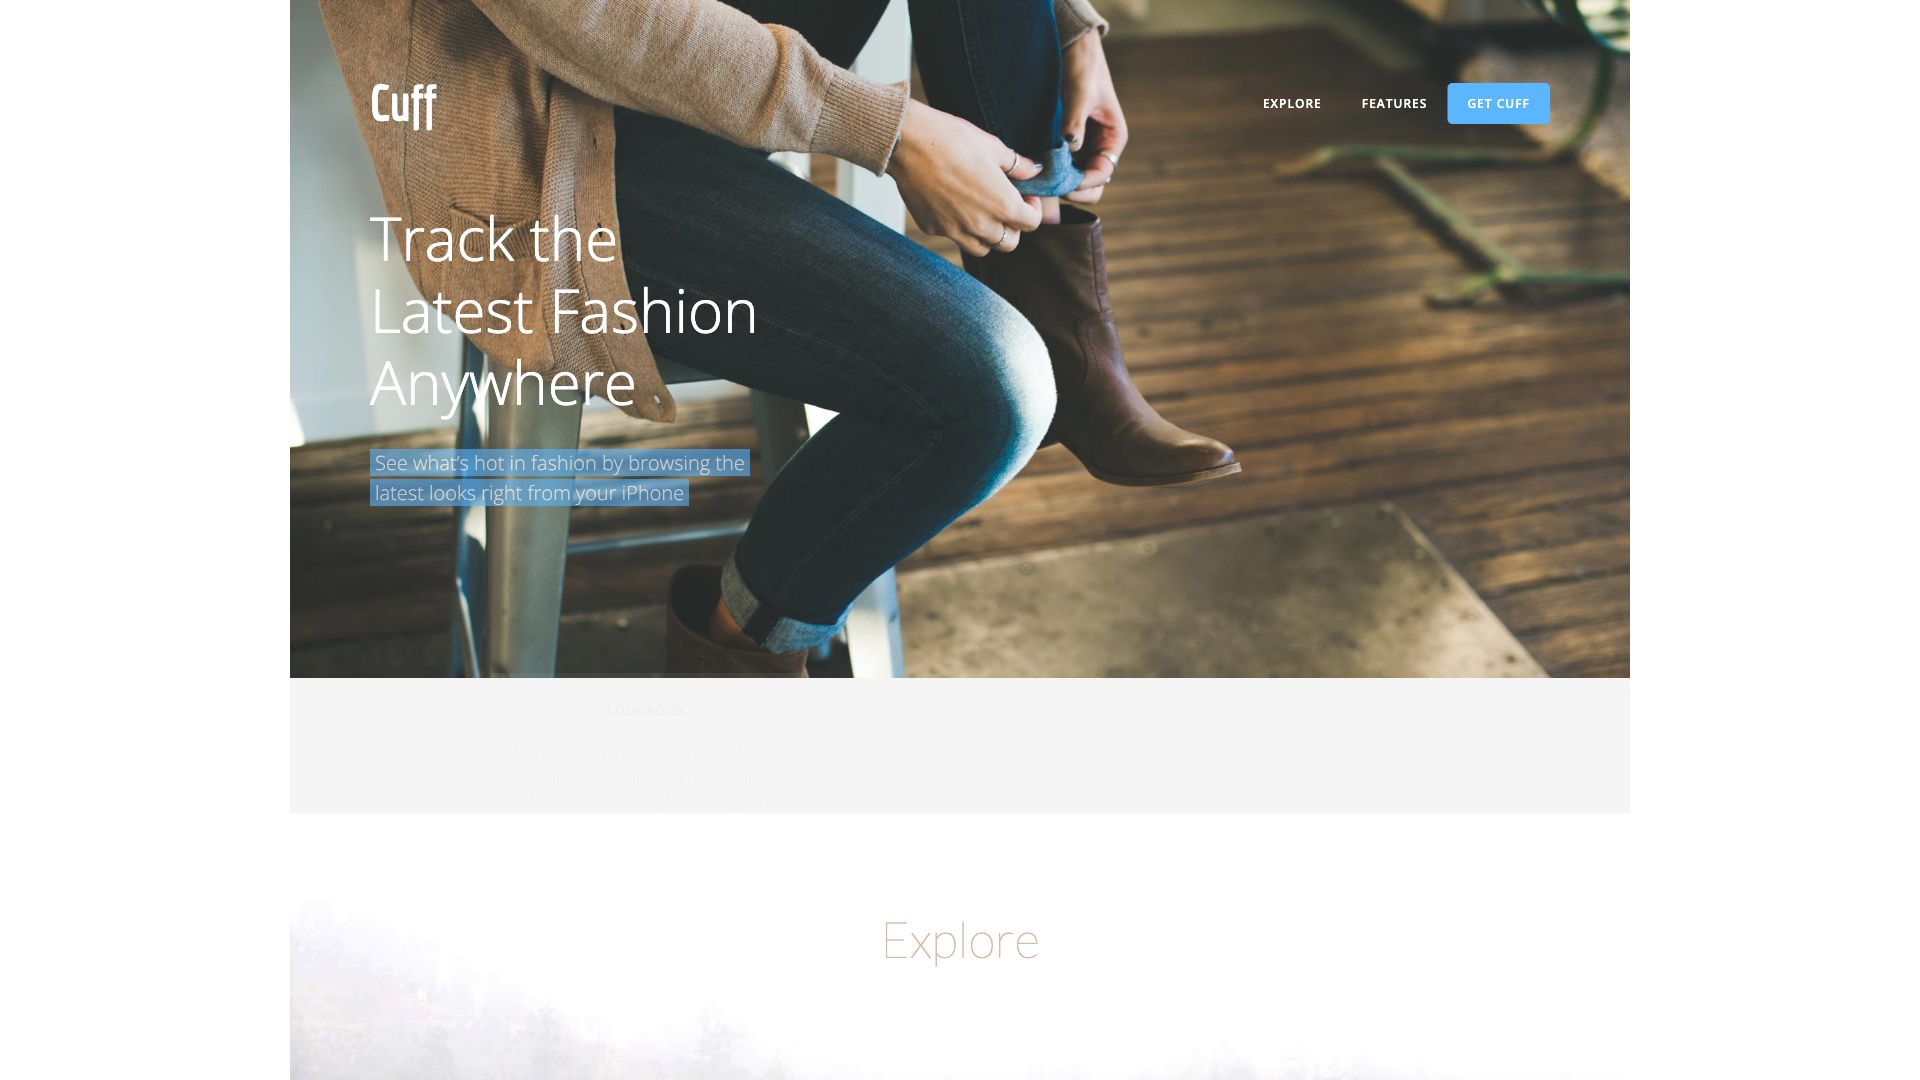 Cuff
EXPLORE FEATURES GET CUFF
Track the
Latest Fashion
Anywhere
See what's hot in fashion by browsing the
latest looks right from your iPhone
LOOKBOOK
Explore